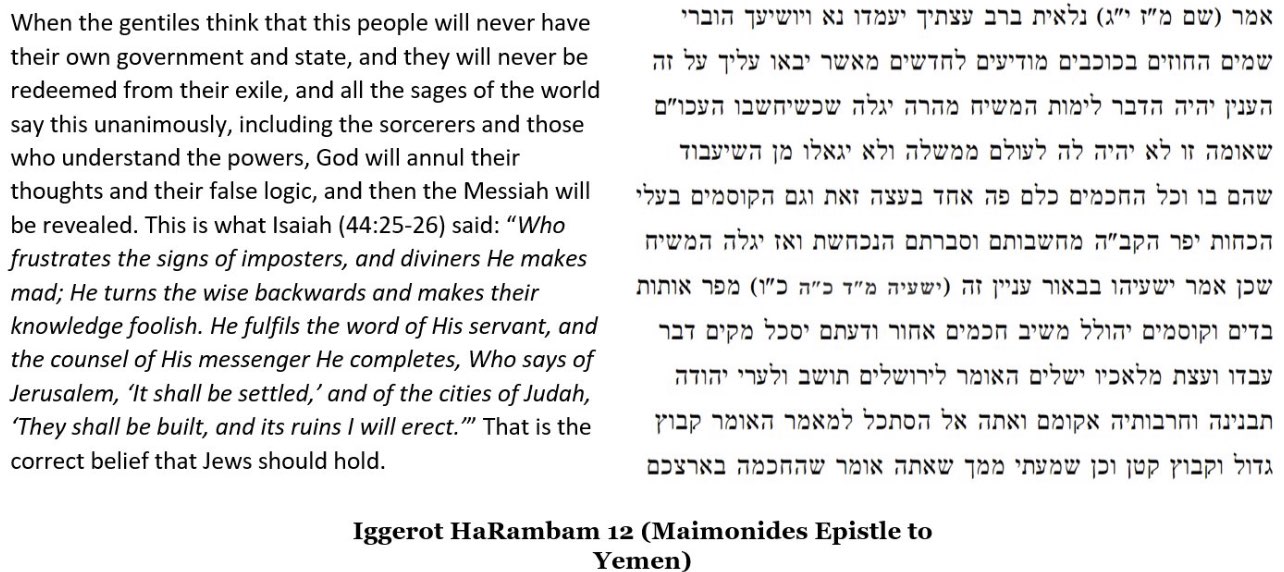 When the gentiles think that this people will never have
their own government and state, and they will never be
redeemed from their exile, and all the sages of the world
say this unanimously, including the sorcerers and those
who understand the powers, God will annul their
thoughts and their false logic, and then the Messiah will
be revealed. This is what Isaiah (44:25-26) said: “Who
frustrates the signs of imposters, and diviners He makes
mad; He turns the wise backwards and makes their
knowledge foolish. He fulfils the word of His servant, and
the counsel of His messenger He completes, Who says of
Jerusalem, ‘It shall be settled,’ and of the cities of Judah,
‘They shall be built, and its ruins I will erect.’” That is the
correct belief that Jews should hold.
אמר (שם מ"ז י"ג) נלאית ברב עצתיך יעמדו נא ויושיעך הוברי
שמים החוזים בכוכבים מודיעים לחדשים מאשר יבאו עליך על זה
הענין יהיה הדבר לימות המשיח מהרה יגלה שכשיחשבו העכו"ם
שאומה זו לא יהיה לה לעולם ממשלה ולא יגאלו מן השיעבוד
שהם בו וכל החכמים כלם פה אחד בעצה זאת וגם הקוסמים בעלי
הכחות יפר הקב"ה מחשבותם וסברתם הנכחשת ואז יגלה המשיח
שכן אמר ישעיהו בבאור עניין זה (ישעיה מ"ד כ"ה כ"ו) מפר אותות
בדים וקוסמים יהולל משיב חכמים אחור ודעתם יסכל מקים דבר
עבדו ועצת מלאכיו ישלים האומר לירושלים תושב ולערי יהודה
תבנינה וחרבותיה אקומם ואתה אל הסתכל למאמר האומר קבוץ
גדול וקבוץ קטן וכן שמעתי ממך שאתה אומר שהחכמה בארצכם
Iggerot HaRambam 12 (Maimonides Epistle to
Yemen)